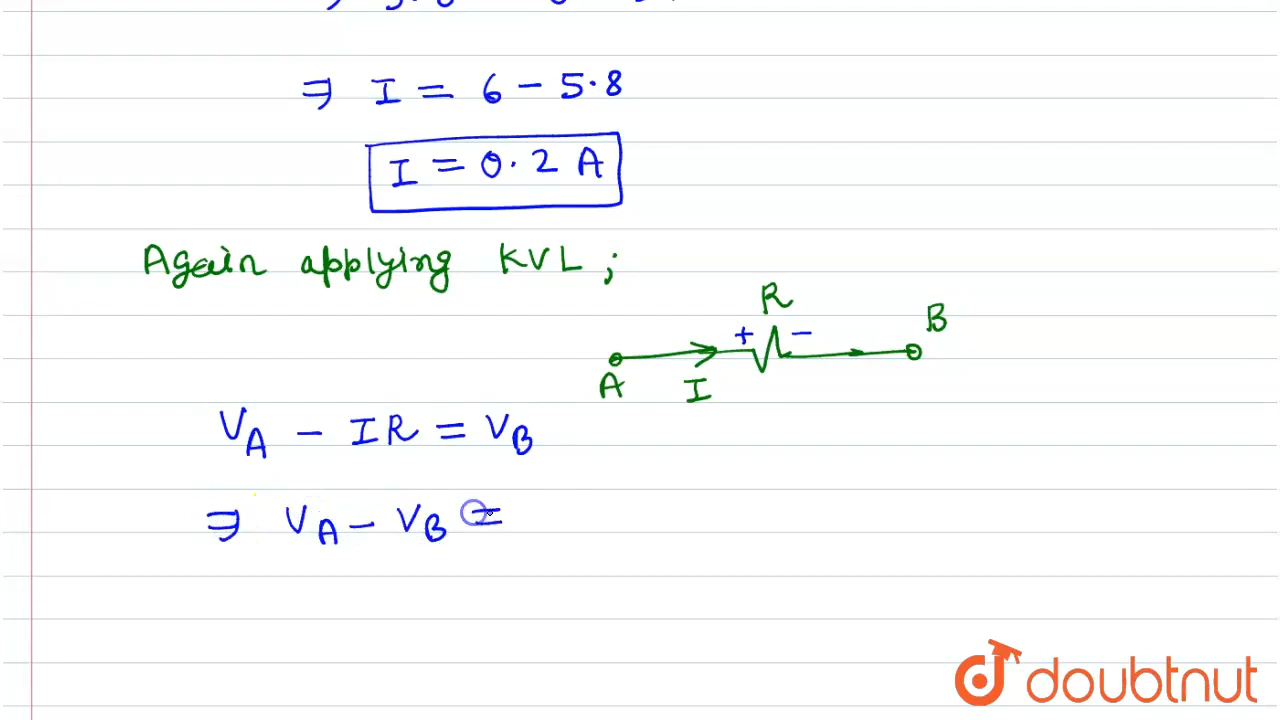 ⇒ I = 6 - 5.8
I = 0.2 A
Again applying KVL ;
R
+ -
B
A
I
V_A - IR = V_B
⇒ V_A - V_B =
doubtnut